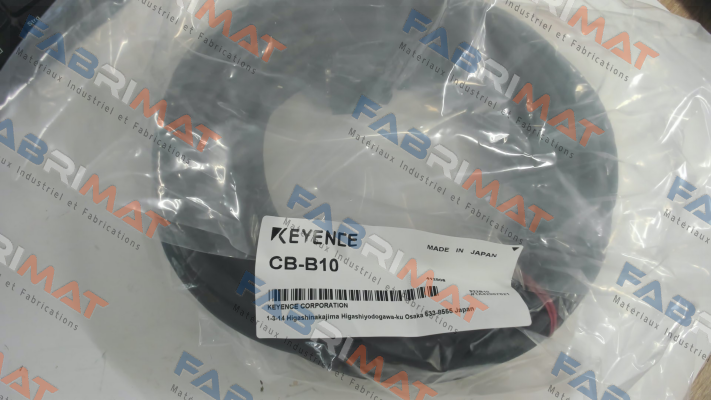 FABRIMAT
Matériaux Industriel et Fabrications
KEYENCE
MADE IN JAPAN
CB-B10
KEYENCE CORPORATION
1-3-14 Higashinakajima Higashiyodogawa-ku Osaka 533-8555 Japan